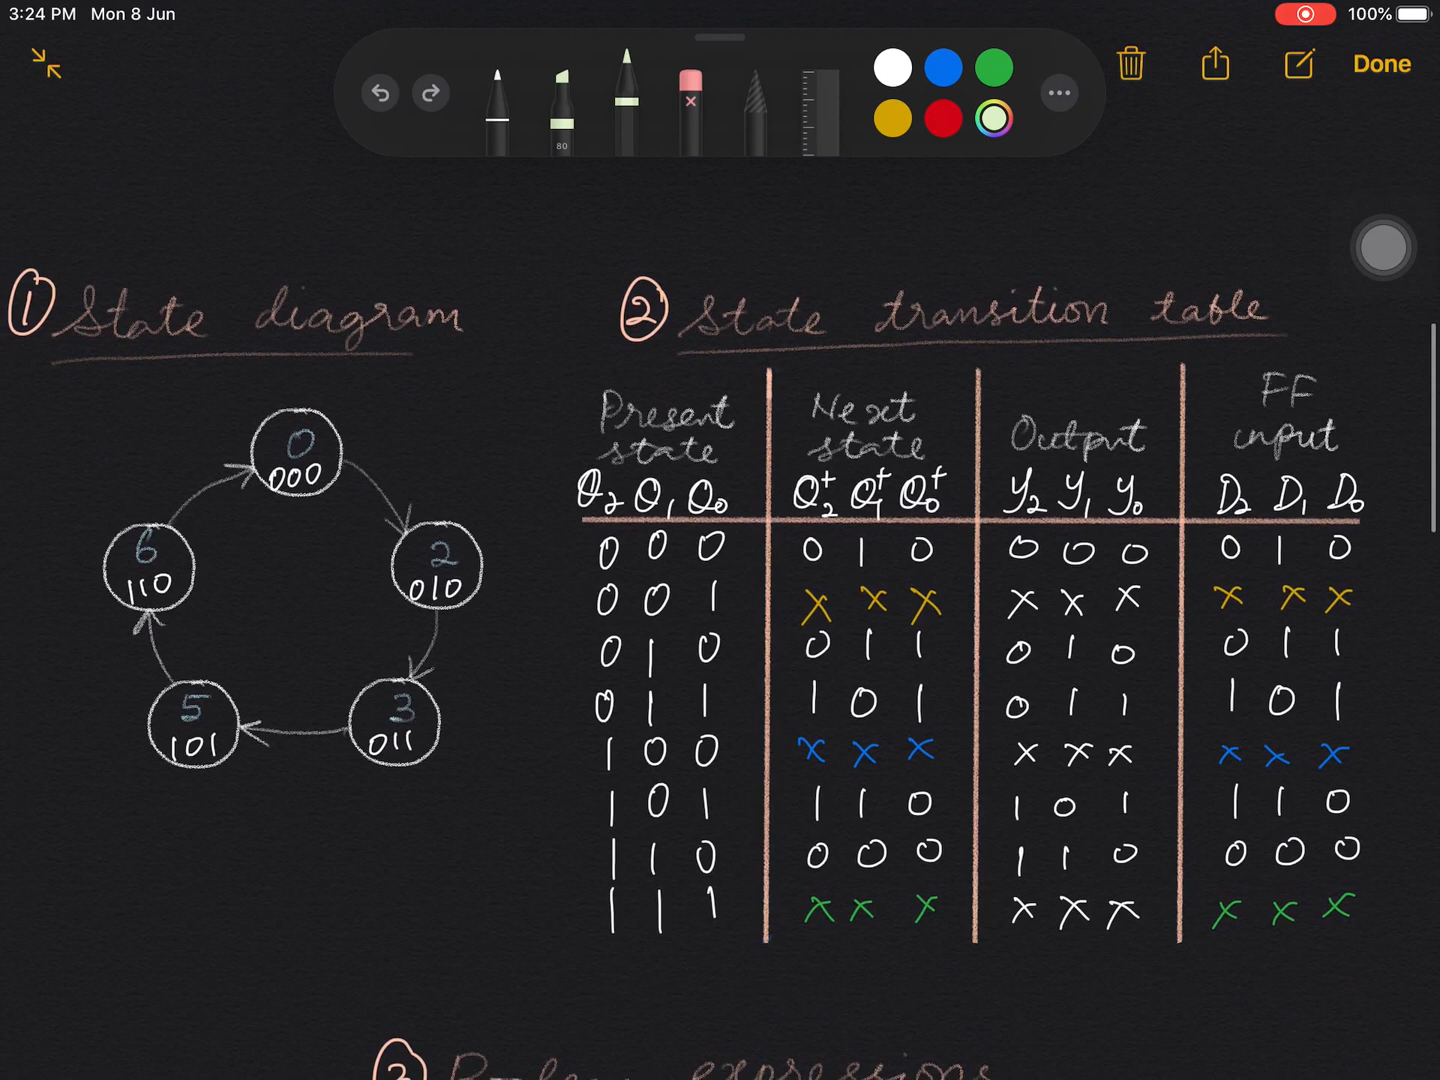 3:24 PM Mon 8 Jun
100%
Done
80
① State diagram
0
000
6
110
2
010
5
101
3
011
② State transition table
Present state
Next state
Output
FF input
Q₂ Q₁ Q₀ Q₂⁺ Q₁⁺ Q₀⁺ Y₂ Y₁ Y₀ D₂ D₁ D₀
0 0 0 0 1 0 0 0 0 0 1 0
0 0 1 X X X X X X X X X
0 1 0 0 1 1 0 1 0 0 1 1
0 1 1 1 0 1 0 1 1 1 0 1
1 0 0 X X X X X X X X X
1 0 1 1 1 0 1 0 1 1 1 0
1 1 0 0 0 0 1 1 0 0 0 0
1 1 1 X X X X X X X X X
③ Boolean expressions